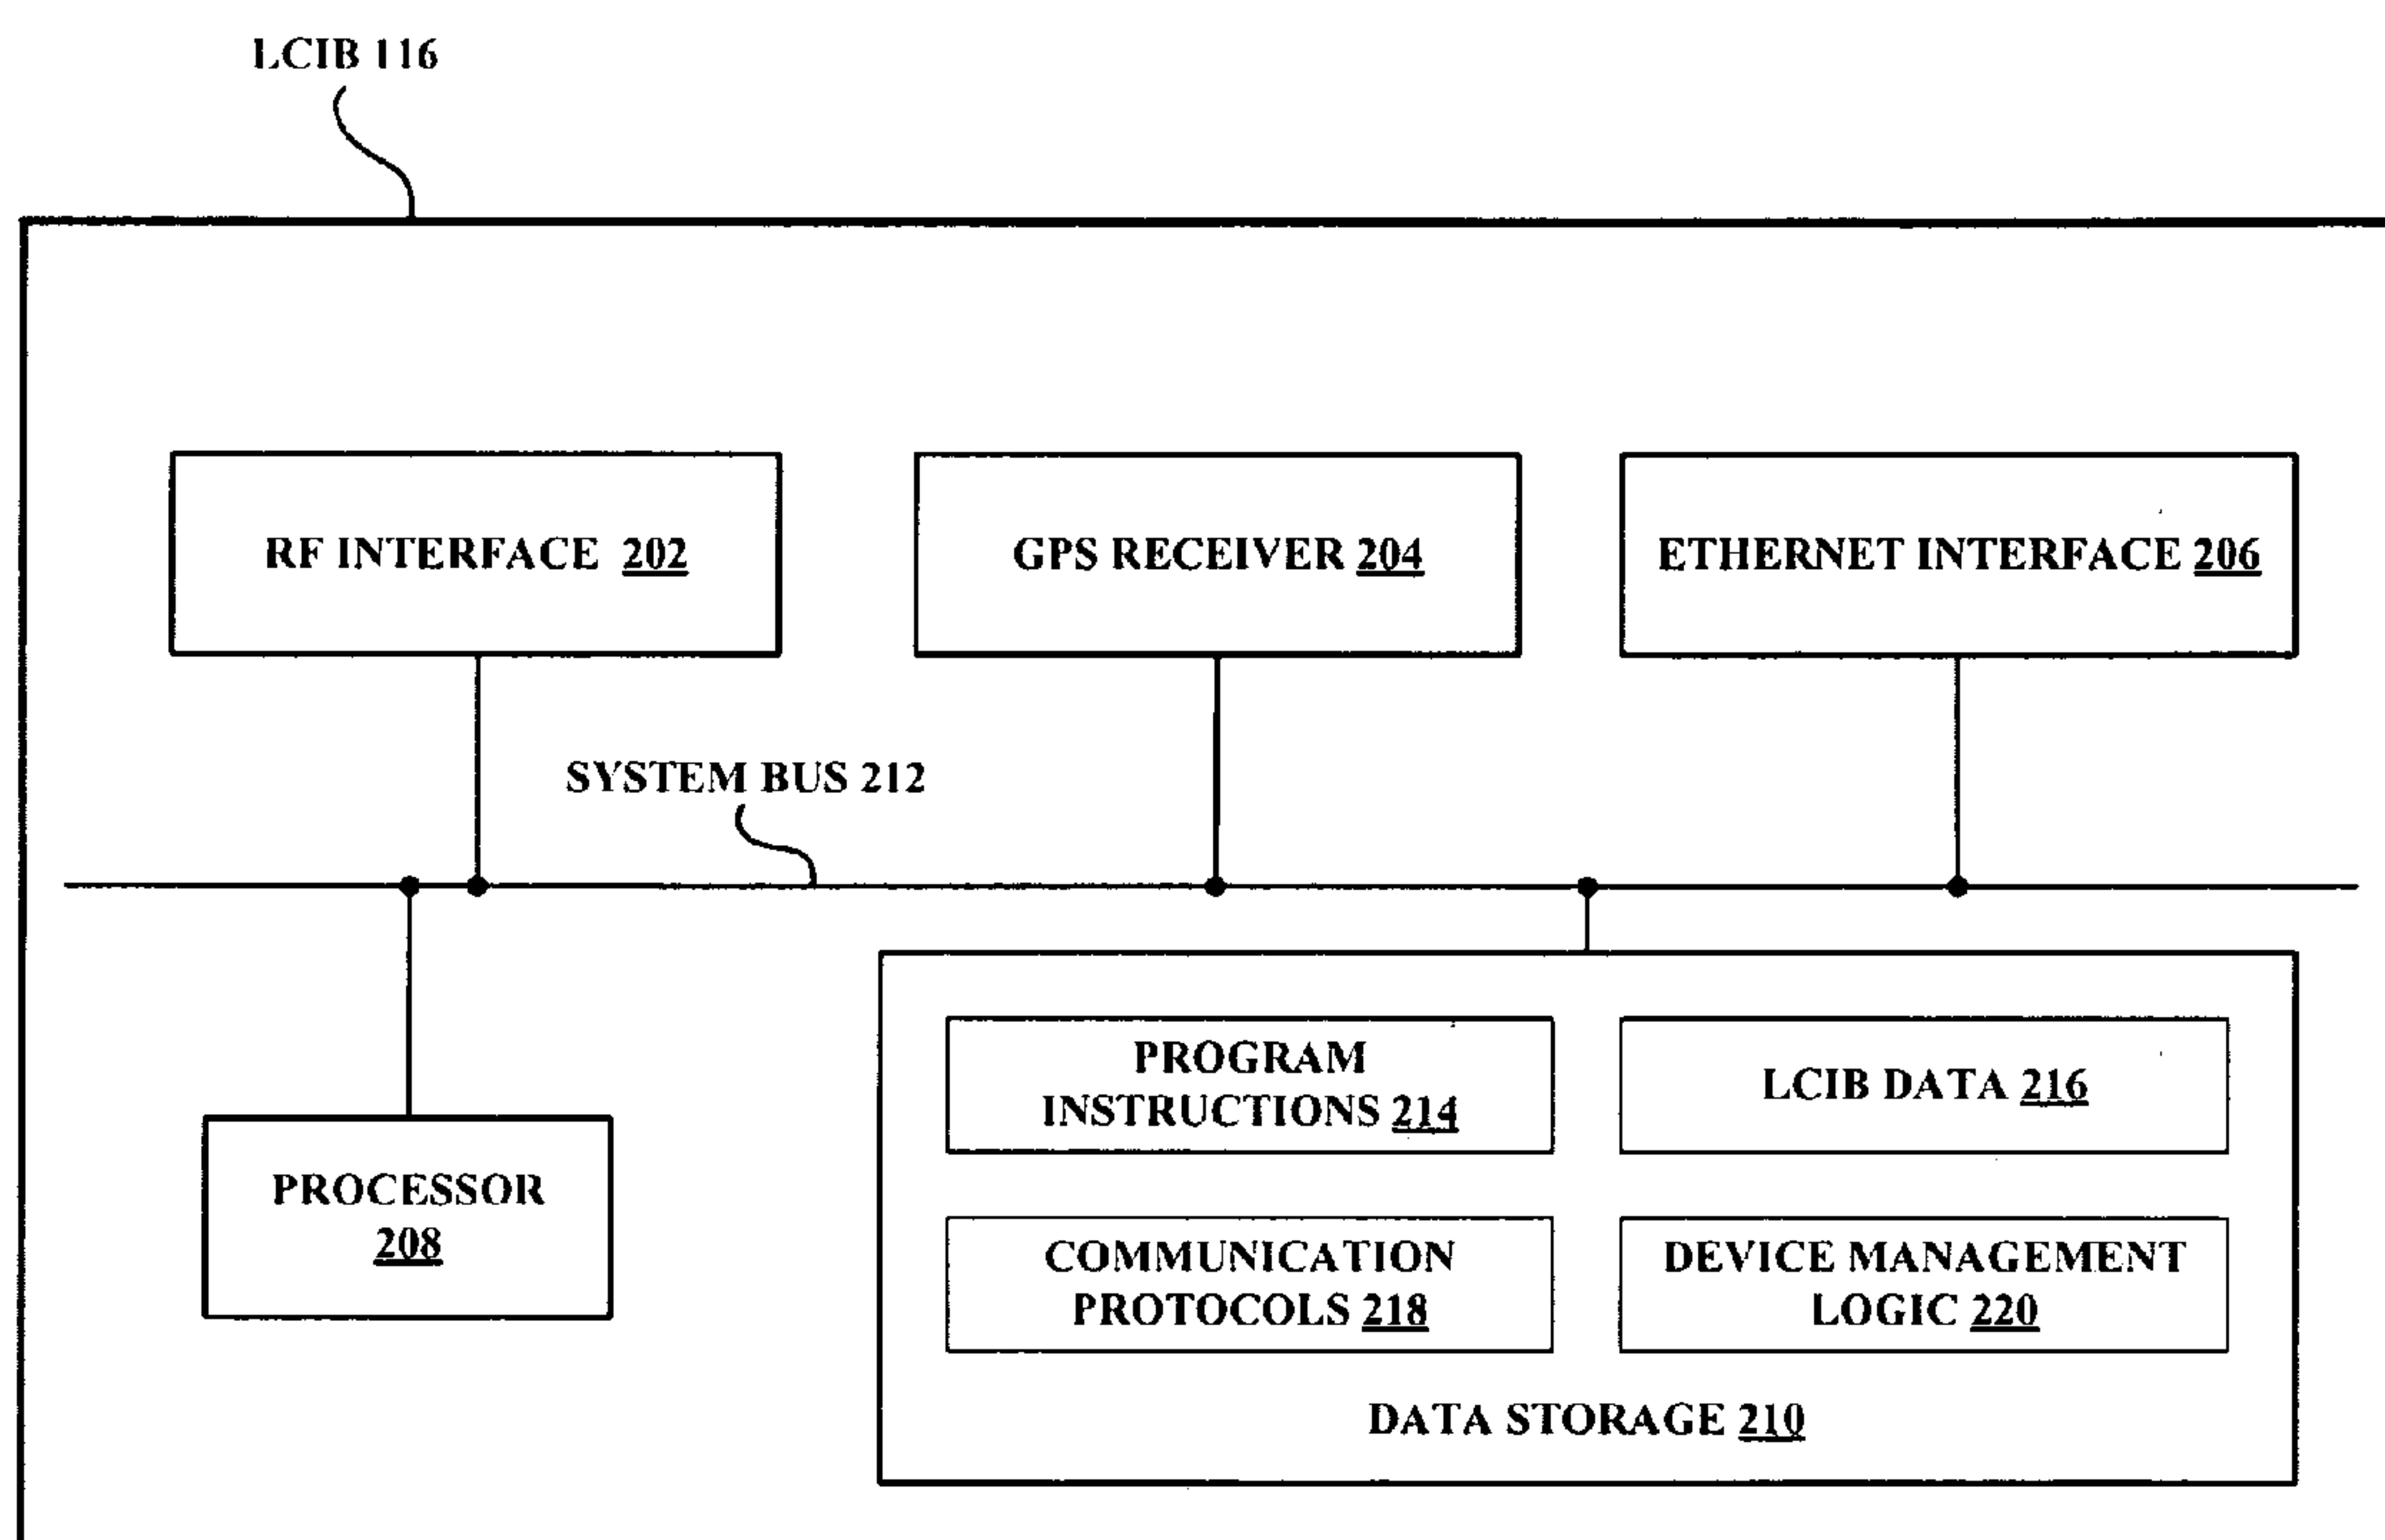 LCIB 116
RF INTERFACE 202
GPS RECEIVER 204
ETHERNET INTERFACE 206
SYSTEM BUS 212
PROGRAM
INSTRUCTIONS 214
LCIB DATA 216
PROCESSOR
208
COMMUNICATION
PROTOCOLS 218
DEVICE MANAGEMENT
LOGIC 220
DATA STORAGE 210